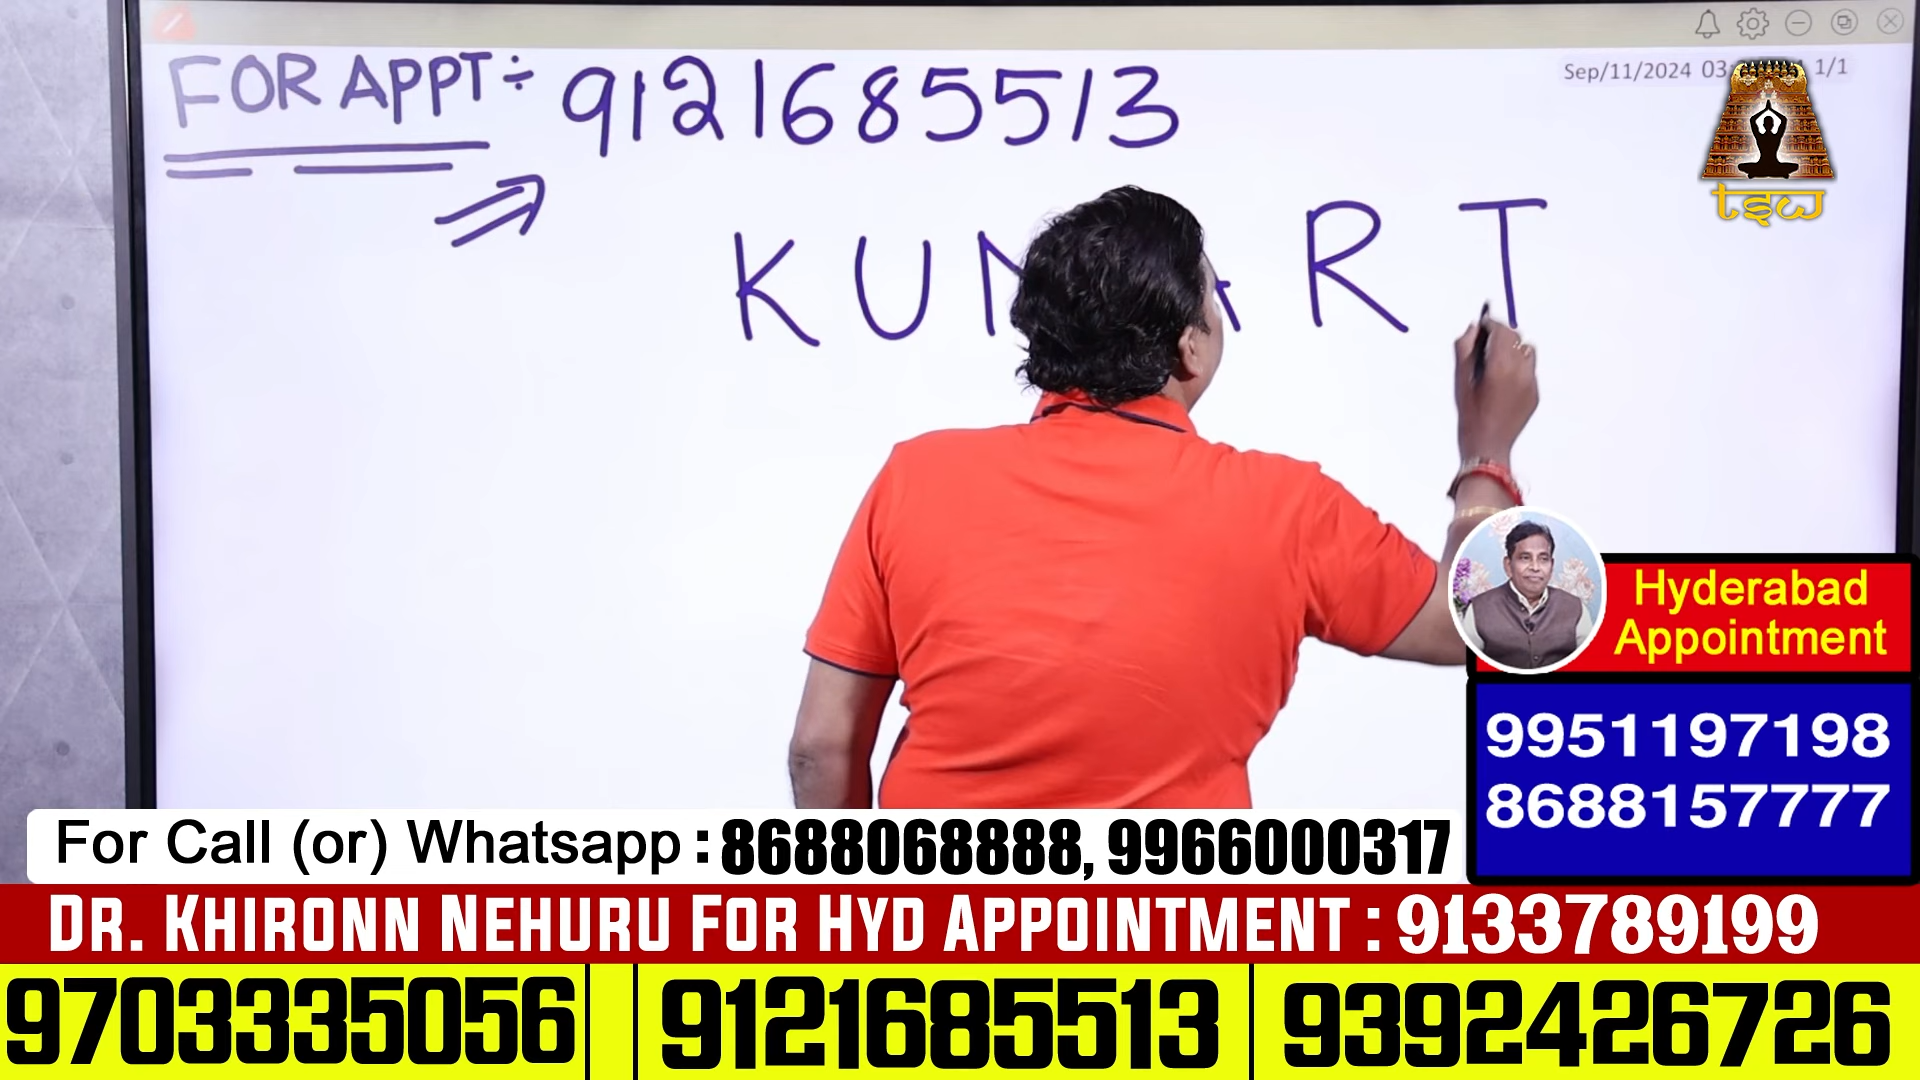 FOR APPT ÷ 9121685513
Sep/11/2024 03 1/1
tsw
K U R T
Hyderabad
Appointment
9951197198
8688157777
For Call (or) Whatsapp : 8688068888, 9966000317
DR. KHIRONN NEHURU FOR HYD APPOINTMENT : 9133789199
9703335056 9121685513 9392426726